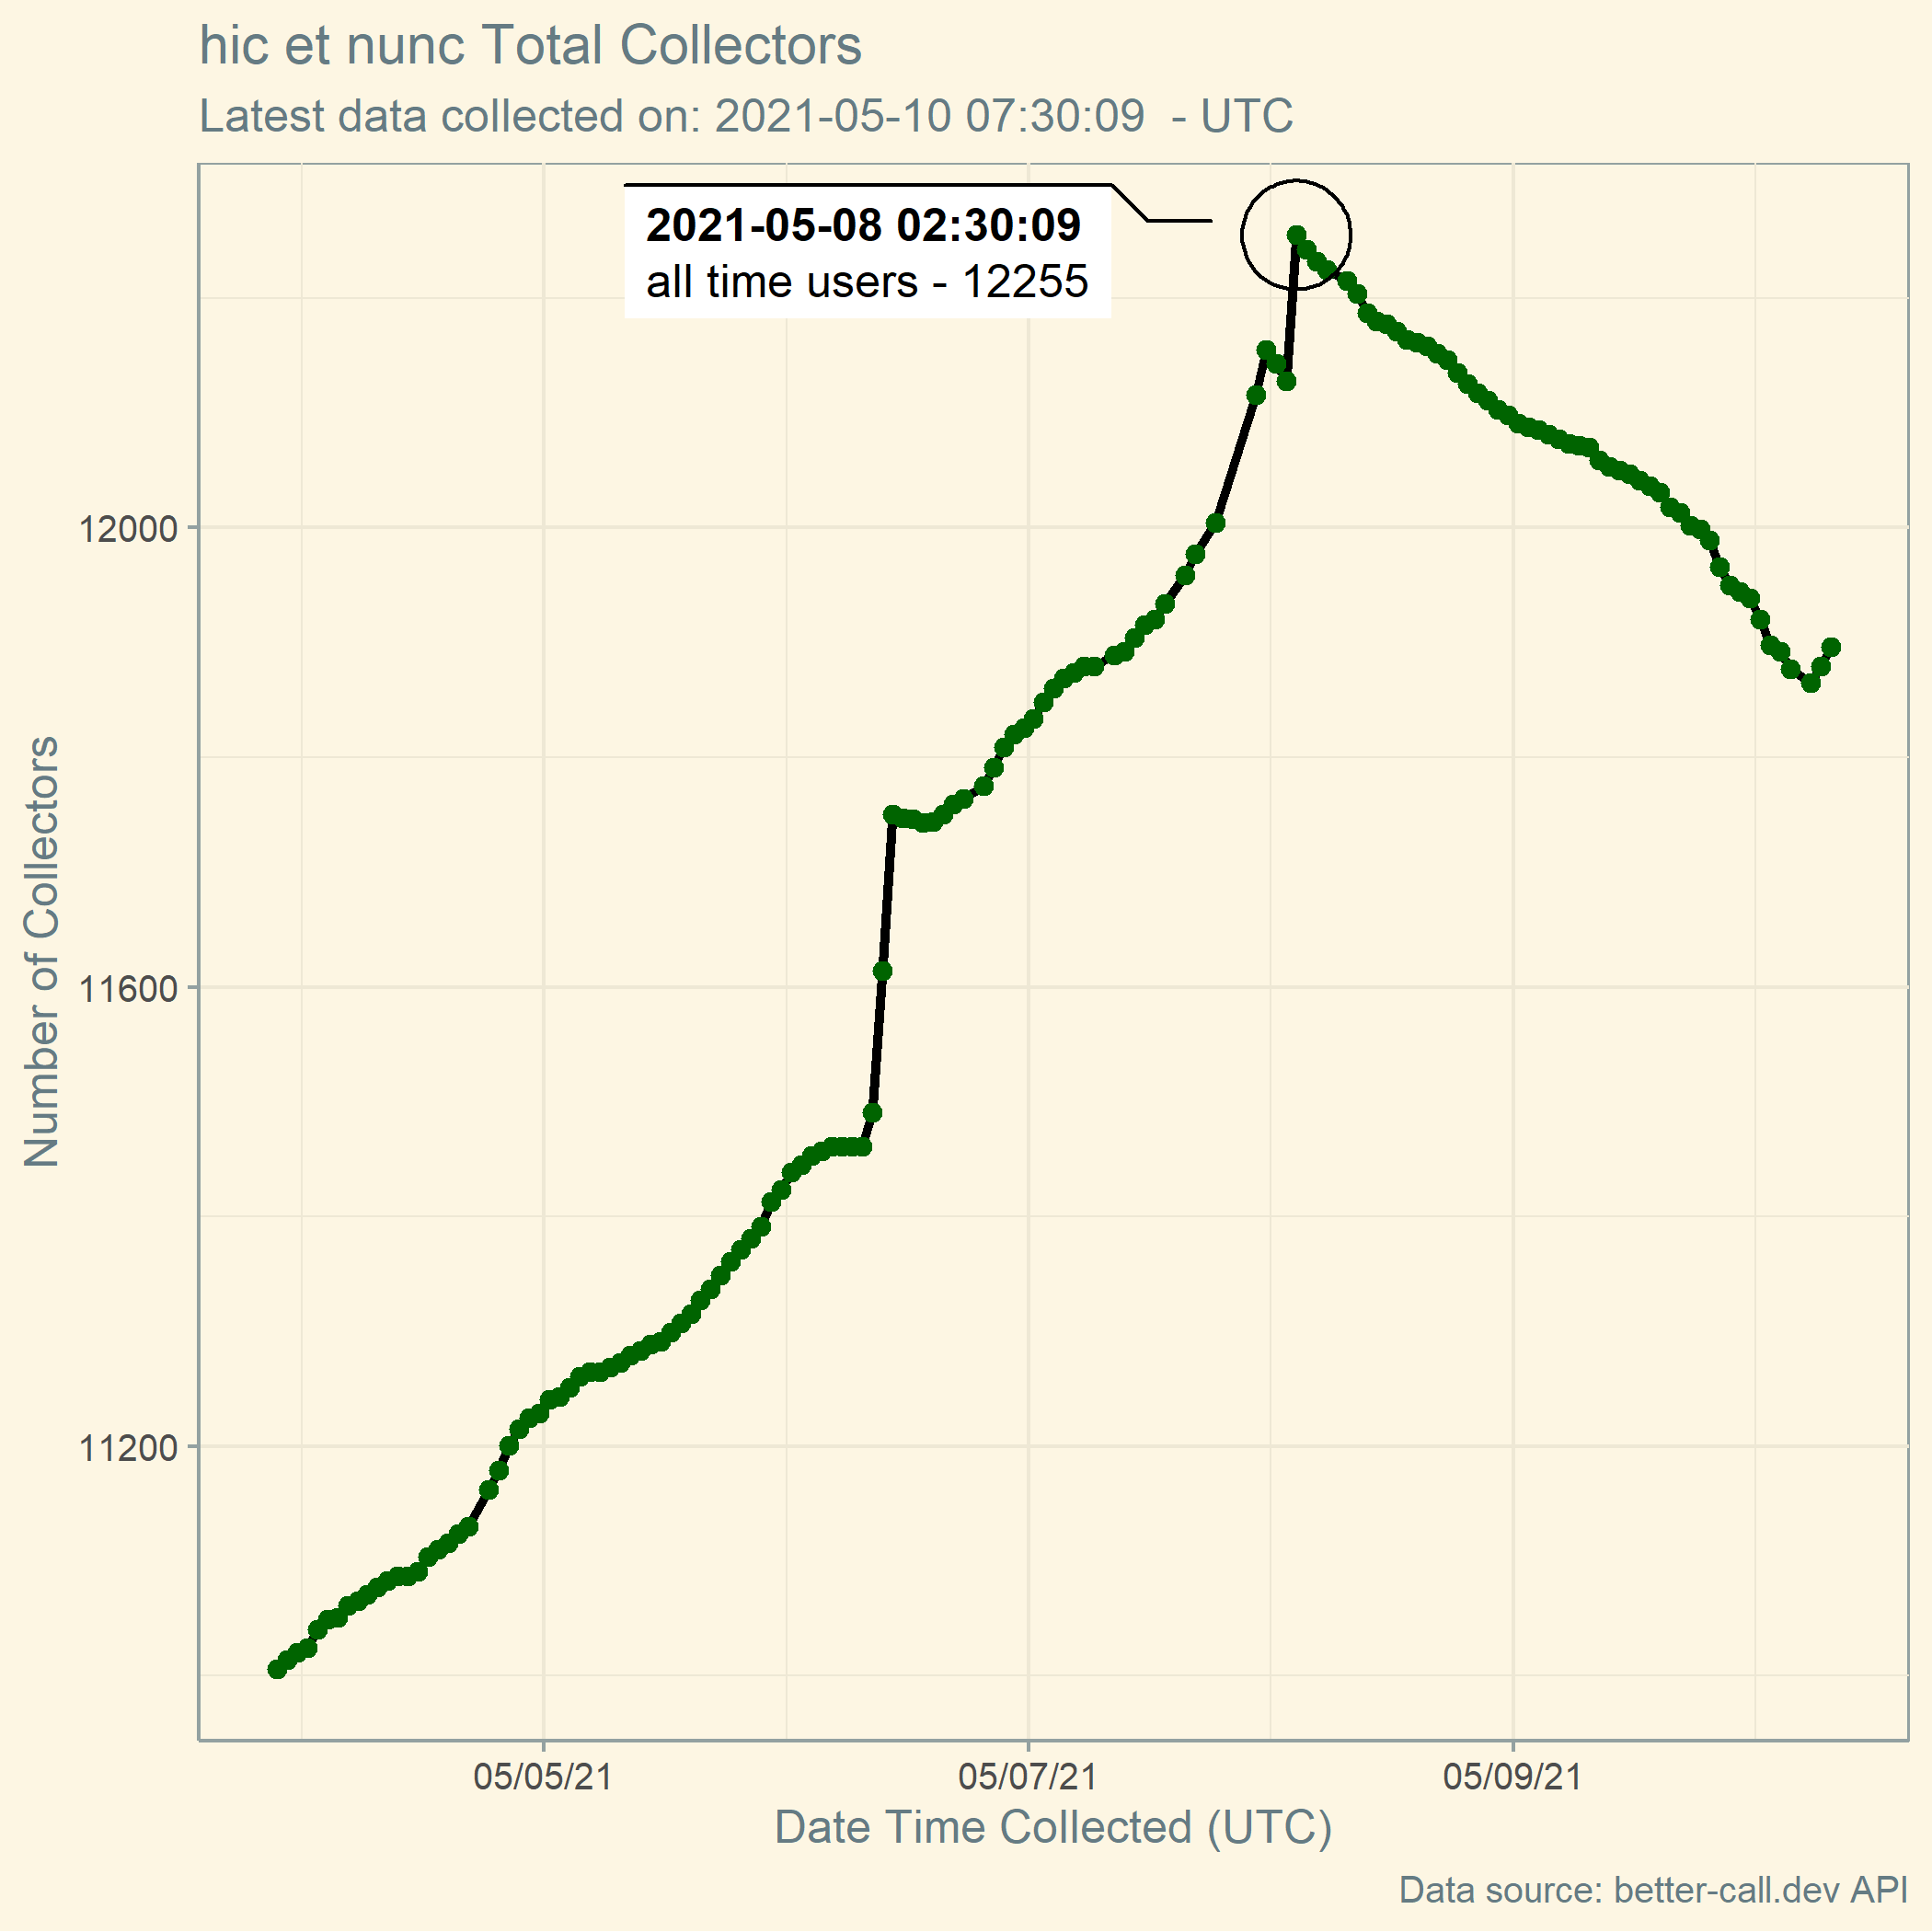 hic et nunc Total Collectors
Latest data collected on: 2021-05-10 07:30:09  - UTC
2021-05-08 02:30:09
all time users - 12255
Number of Collectors
12000
11600
11200
05/05/21
05/07/21
05/09/21
Date Time Collected (UTC)
Data source: better-call.dev API